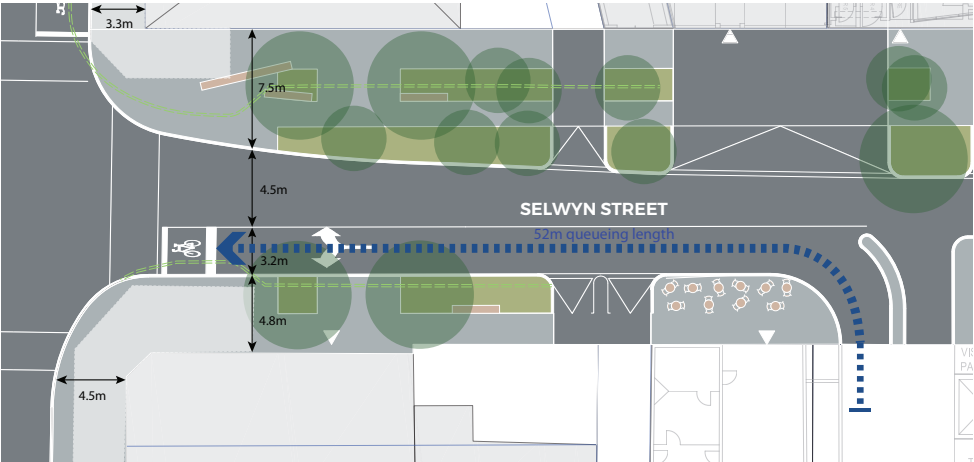 3.3m
7.5m
4.5m
SELWYN STREET
52m queueing length
3.2m
4.8m
4.5m